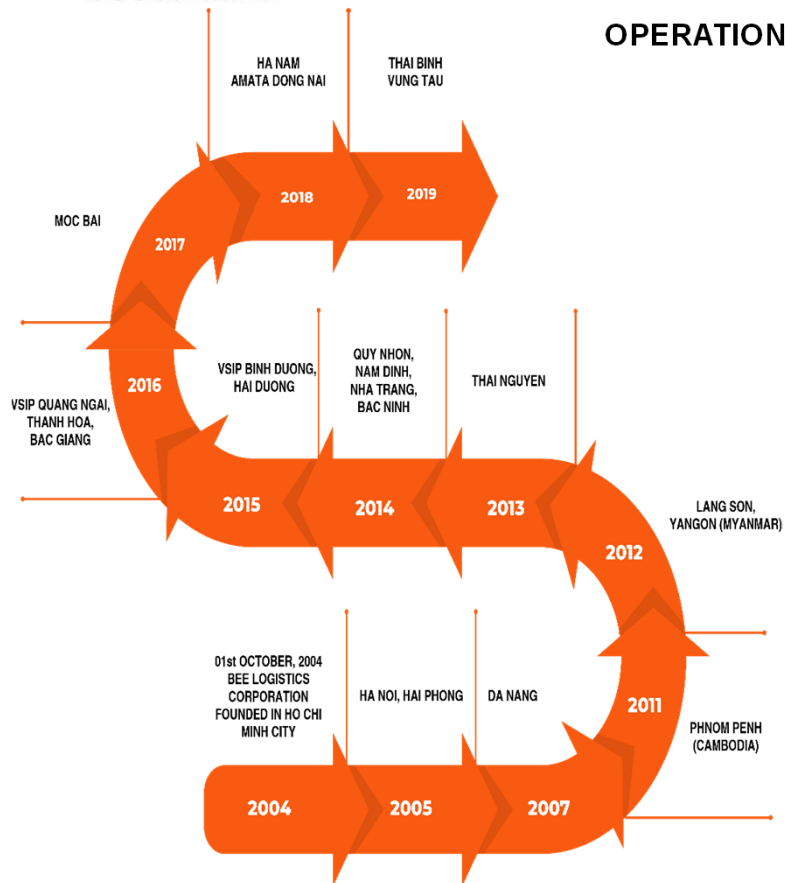 OPERATION
HA NAM
AMATA DONG NAI
THAI BINH
VUNG TAU
2018
2019
MOC BAI
2017
2016
VSIP QUANG NGAI,
THANH HOA,
BAC GIANG
VSIP BINH DUONG,
HAI DUONG
QUY NHON,
NAM DINH,
NHA TRANG,
BAC NINH
THAI NGUYEN
2015
2014
2013
2012
LANG SON,
YANGON (MYANMAR)
01st OCTOBER, 2004
BEE LOGISTICS
CORPORATION
FOUNDED IN HO CHI
MINH CITY
HA NOI, HAI PHONG
DA NANG
2011
PHNOM PENH
(CAMBODIA)
2004
2005
2007